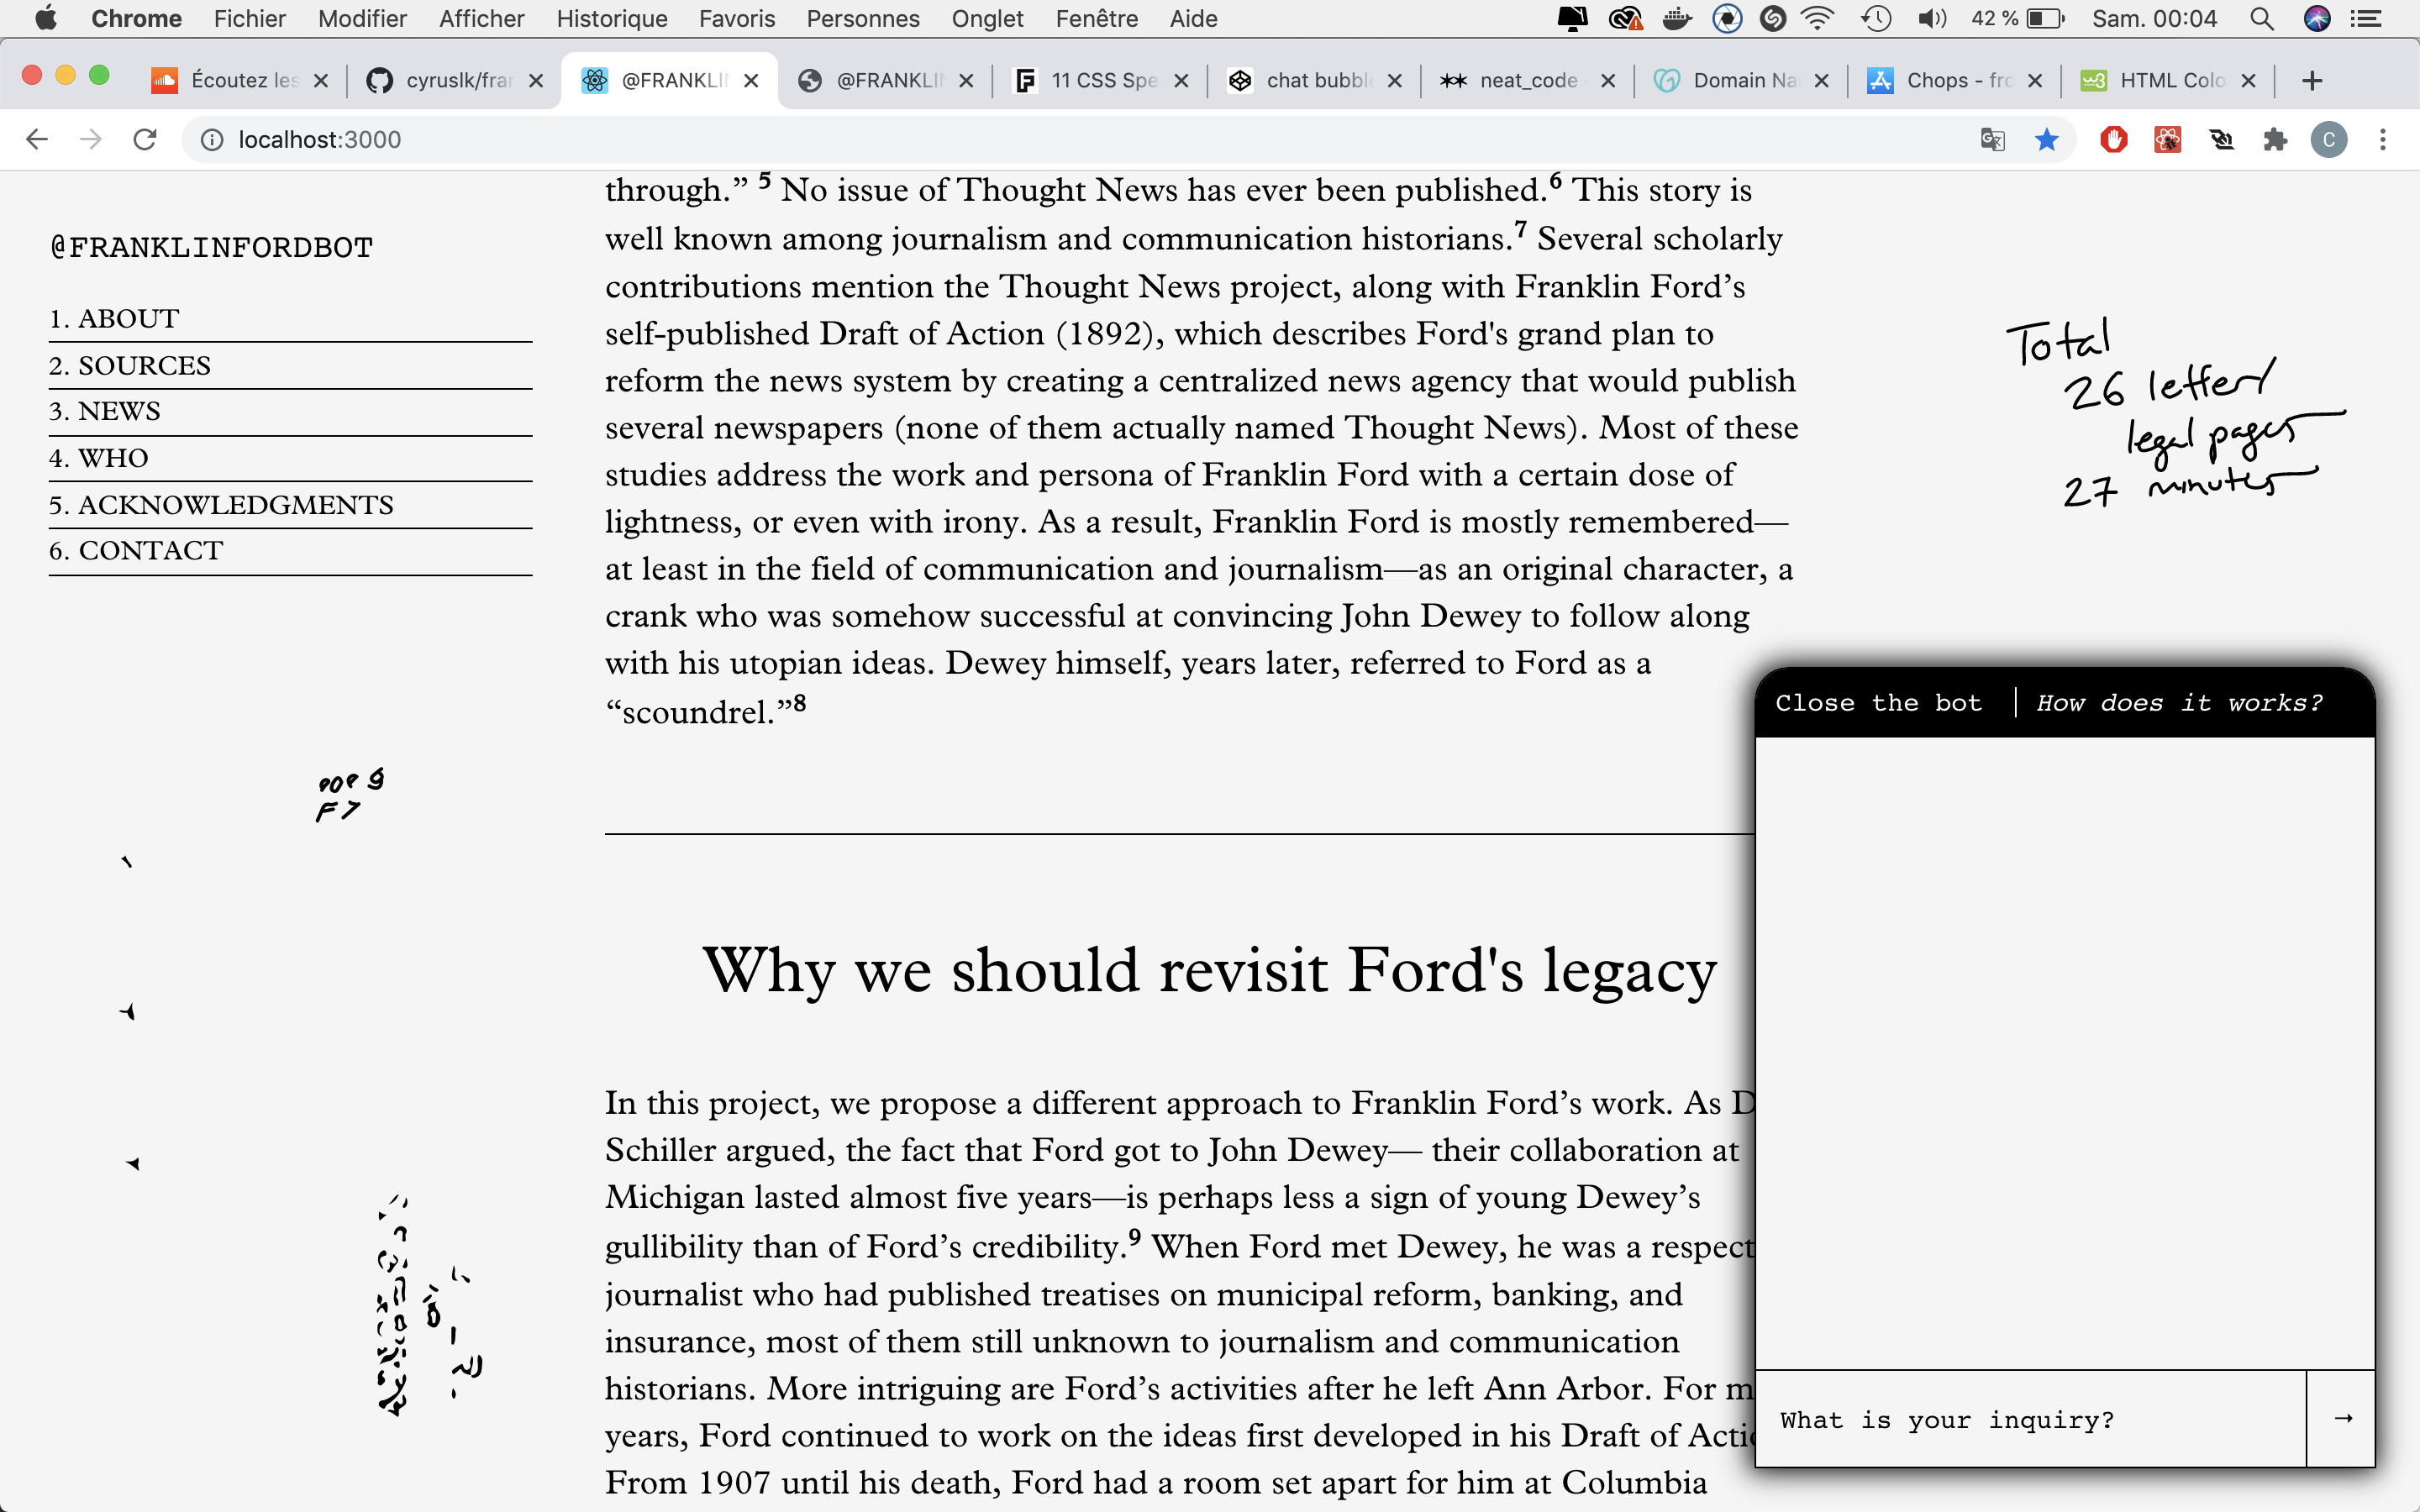 Chrome Fichier Modifier Afficher Historique Favoris Personnes Onglet Fenêtre Aide 42 % Sam. 00:04
Écoutez les cyruslk/fran @FRANKLIN @FRANKLIN 11 CSS Spe chat bubble neat_code Domain Na Chops - fro HTML Colo
localhost:3000 C
@FRANKLINFORDBOT
1. ABOUT
2. SOURCES
3. NEWS
4. WHO
5. ACKNOWLEDGMENTS
6. CONTACT
through.” 5 No issue of Thought News has ever been published.6 This story is
well known among journalism and communication historians.7 Several scholarly
contributions mention the Thought News project, along with Franklin Ford’s
self-published Draft of Action (1892), which describes Ford's grand plan to
reform the news system by creating a centralized news agency that would publish
several newspapers (none of them actually named Thought News). Most of these
studies address the work and persona of Franklin Ford with a certain dose of
lightness, or even with irony. As a result, Franklin Ford is mostly remembered—
at least in the field of communication and journalism—as an original character, a
crank who was somehow successful at convincing John Dewey to follow along
with his utopian ideas. Dewey himself, years later, referred to Ford as a
“scoundrel.”8
Total
26 letter/
legal pages
27 minutes
Why we should revisit Ford's legacy
In this project, we propose a different approach to Franklin Ford’s work. As D
Schiller argued, the fact that Ford got to John Dewey— their collaboration at
Michigan lasted almost five years—is perhaps less a sign of young Dewey’s
gullibility than of Ford’s credibility.9 When Ford met Dewey, he was a respect
journalist who had published treatises on municipal reform, banking, and
insurance, most of them still unknown to journalism and communication
historians. More intriguing are Ford’s activities after he left Ann Arbor. For m
years, Ford continued to work on the ideas first developed in his Draft of Actio
From 1907 until his death, Ford had a room set apart for him at Columbia
Close the bot | How does it works?
What is your inquiry? →